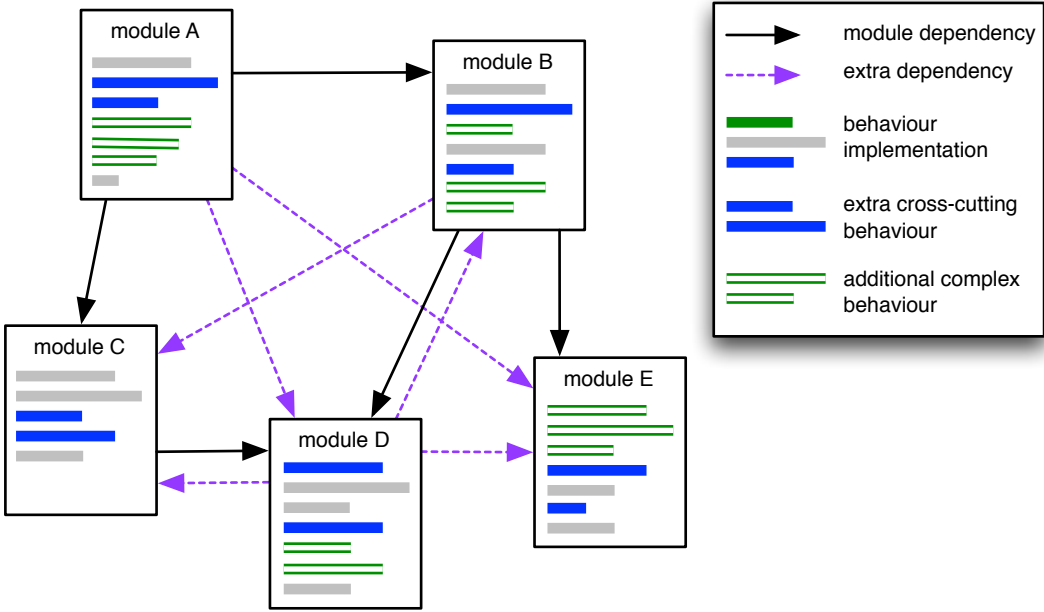 module A
module B
module C
module D
module E
module dependency
extra dependency
behaviour
implementation
extra cross-cutting
behaviour
additional complex
behaviour